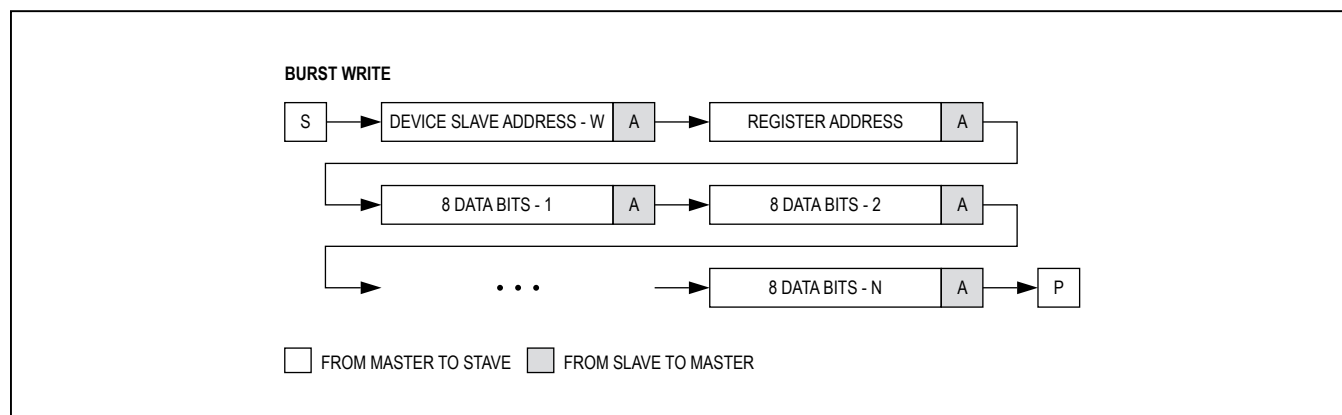 BURST WRITE
S DEVICE SLAVE ADDRESS - W A REGISTER ADDRESS A
8 DATA BITS - 1 A 8 DATA BITS - 2 A
• • • 8 DATA BITS - N A P
FROM MASTER TO STAVE FROM SLAVE TO MASTER